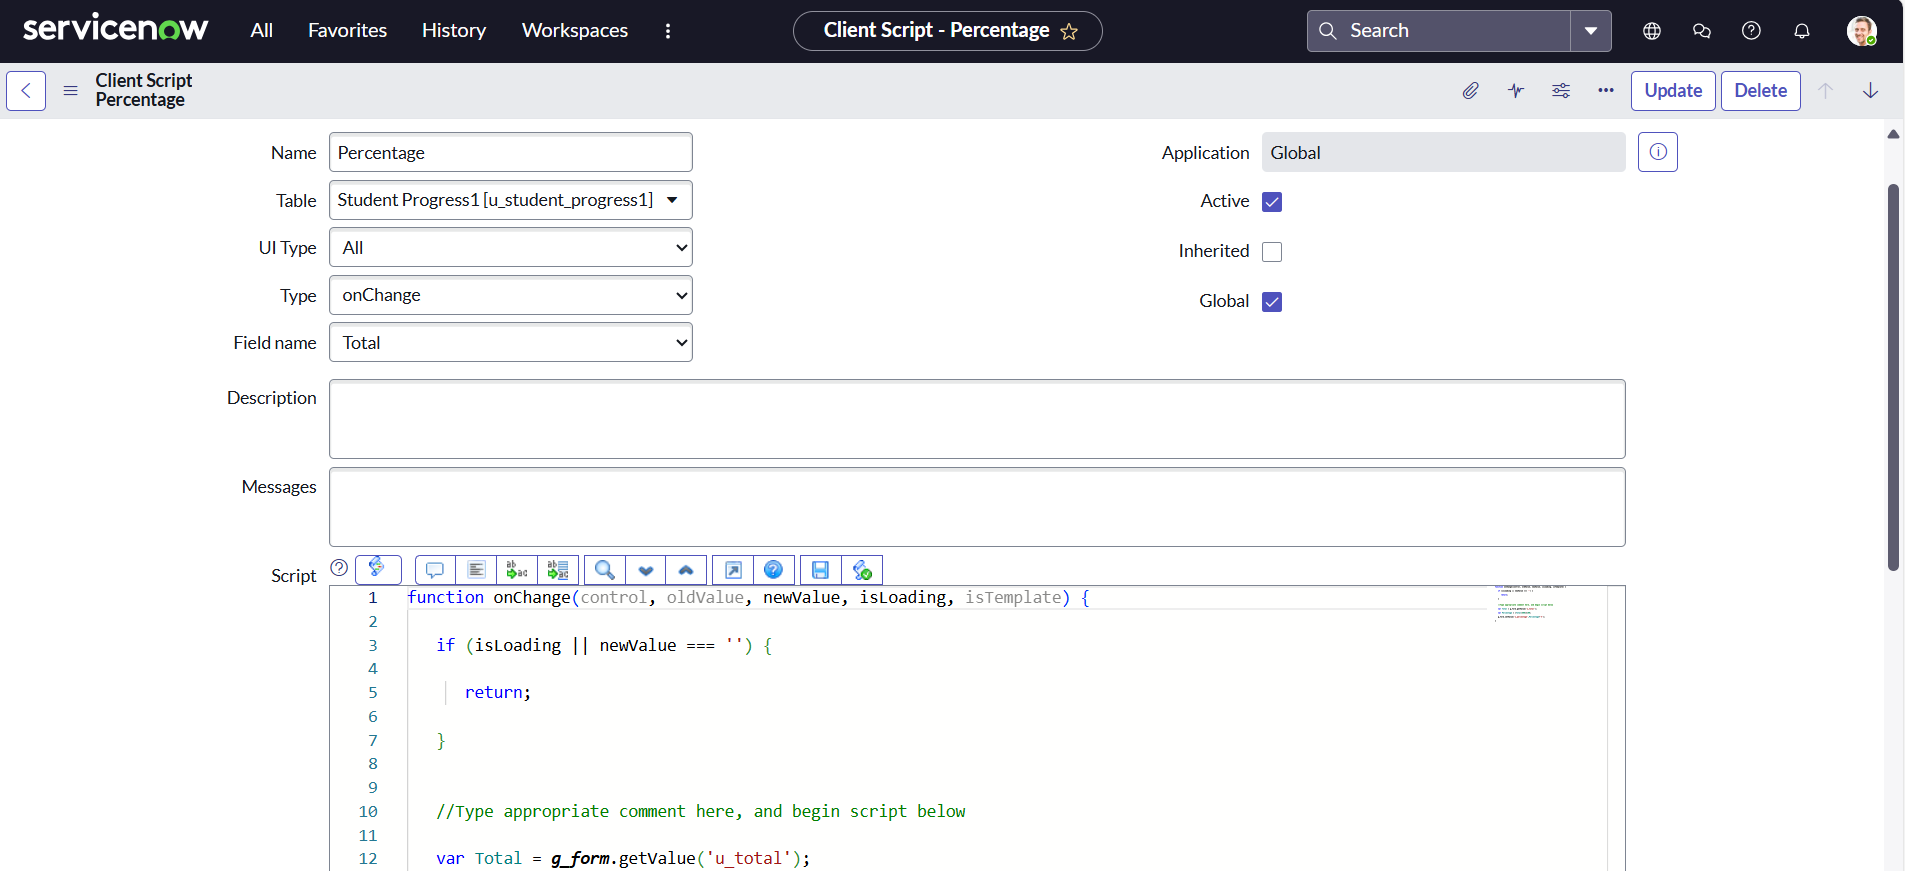 servicenow All Favorites History Workspaces Client Script - Percentage Search
Client Script
Percentage
Update Delete
Name Percentage
Application Global
Table Student Progress1 [u_student_progress1]
Active
UI Type All
Inherited
Type onChange
Global
Field name Total
Description
Messages
Script
1 function onChange(control, oldValue, newValue, isLoading, isTemplate) {
2
3 if (isLoading || newValue === '') {
4
5 return;
6
7 }
8
9
10 //Type appropriate comment here, and begin script below
11
12 var Total = g_form.getValue('u_total');